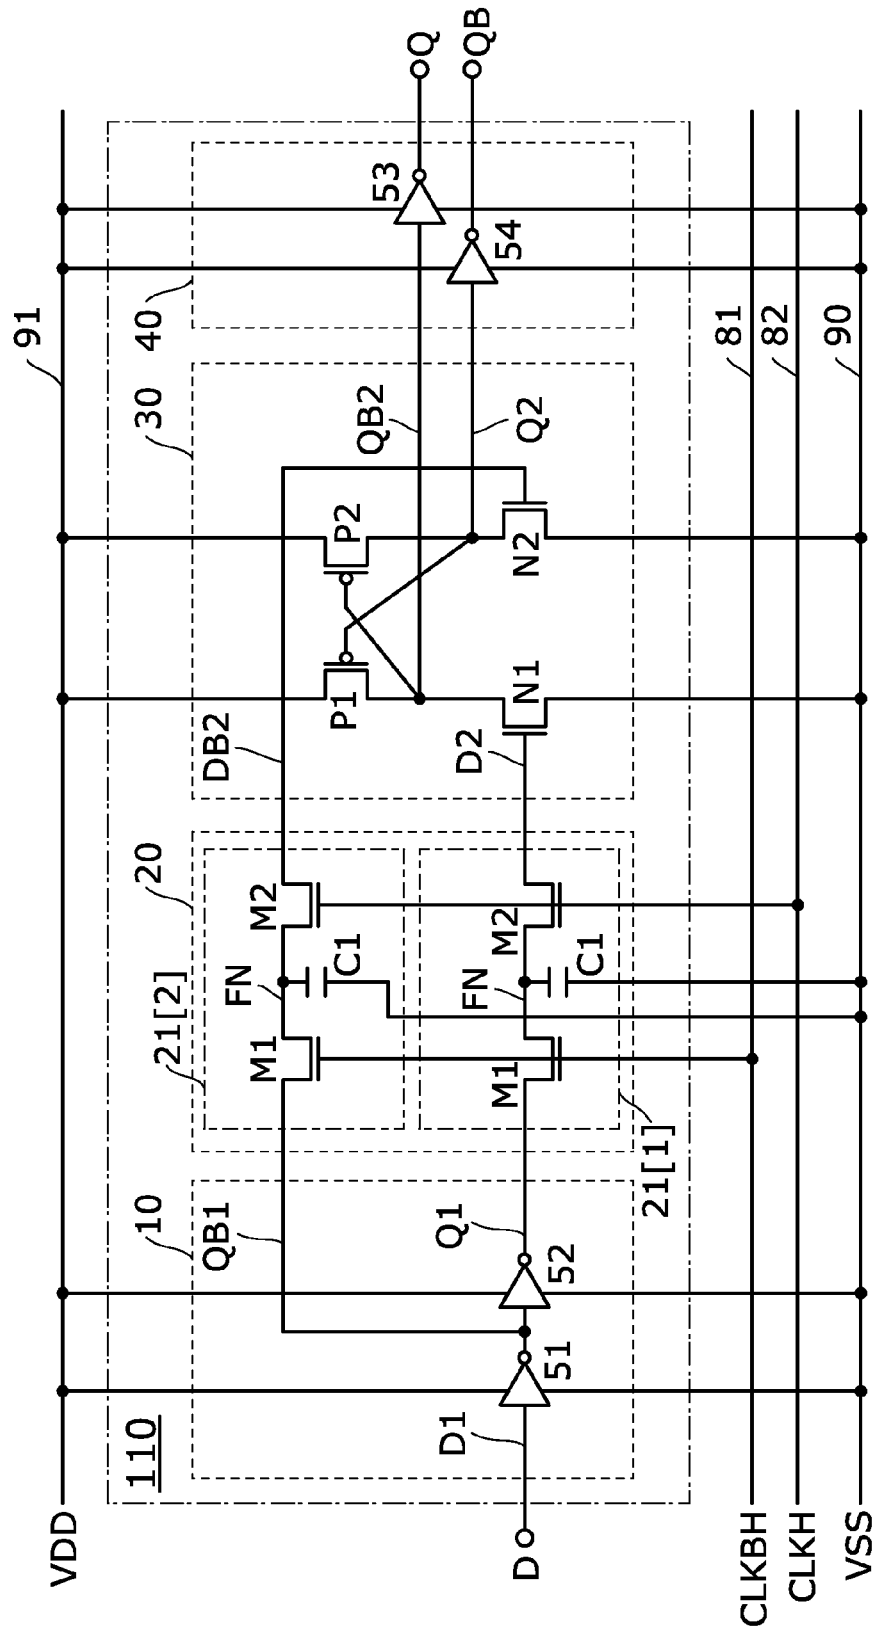 110
VDD
91
10
20
30
40
QB1
21[2]
FN
DB2
M1
M2
C1
P1
P2
QB2
Q
D
D1
51
52
Q1
M1
FN
M2
C1
D2
N1
N2
Q2
53
54
QB
21[1]
CLKBH
81
CLKH
82
VSS
90